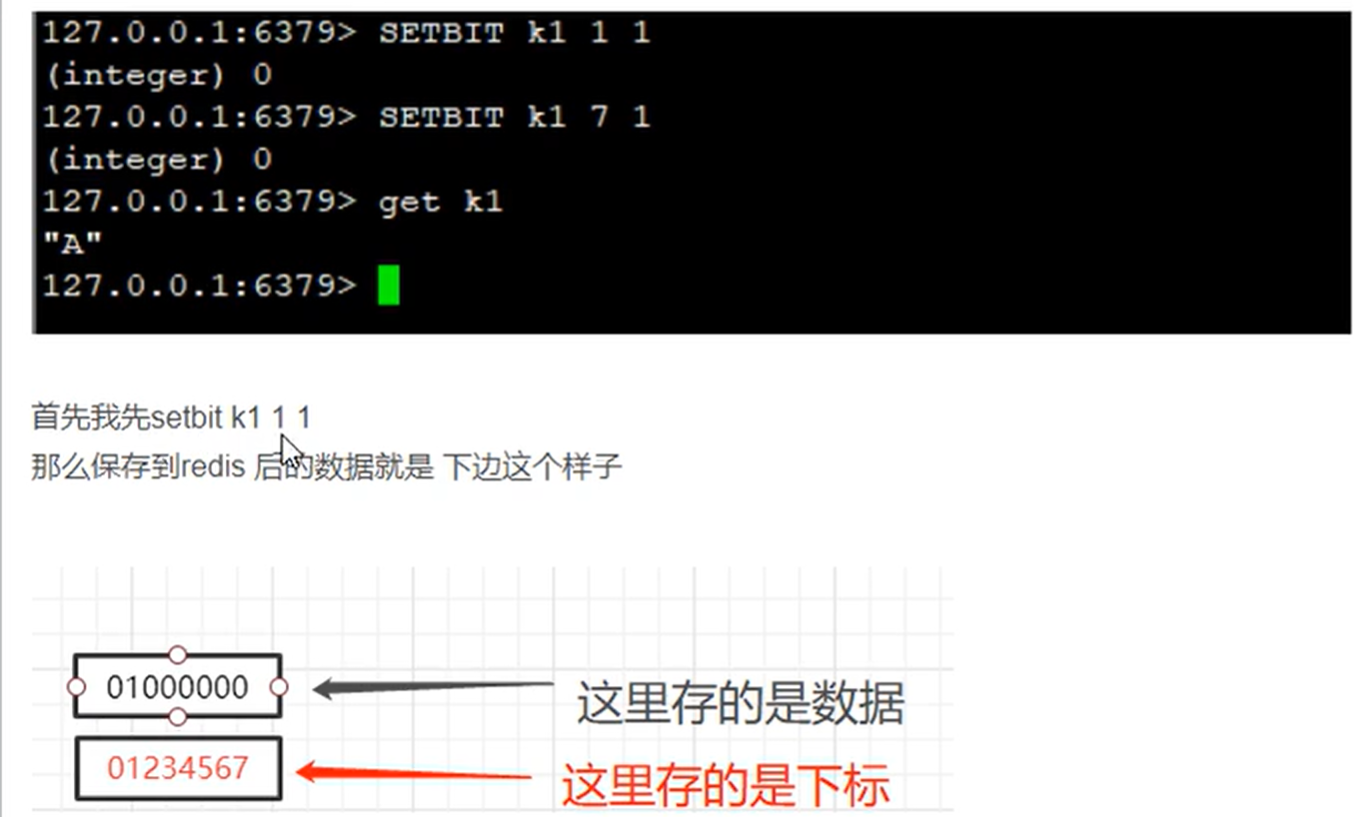 127.0.0.1:6379> SETBIT k1 1 1
(integer) 0
127.0.0.1:6379> SETBIT k1 7 1
(integer) 0
127.0.0.1:6379> get k1
"A"
127.0.0.1:6379>
首先我先setbit k1 1 1
那么保存到redis 后的数据就是 下边这个样子
01000000 这里存的是数据
01234567 这里存的是下标